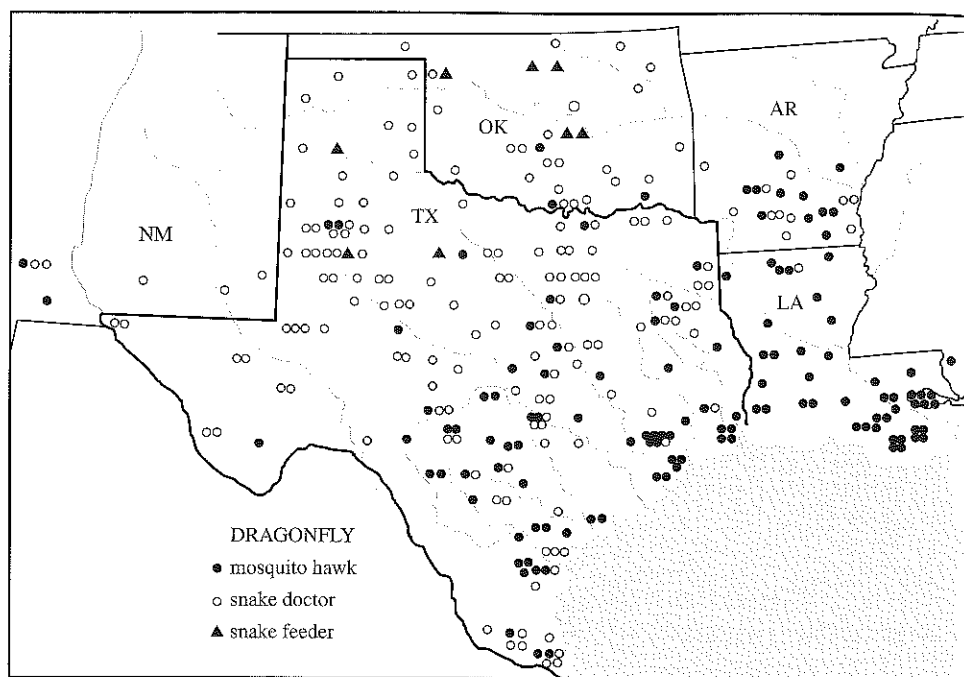 OK
AR
NM
TX
LA
DRAGONFLY
mosquito hawk
snake doctor
snake feeder